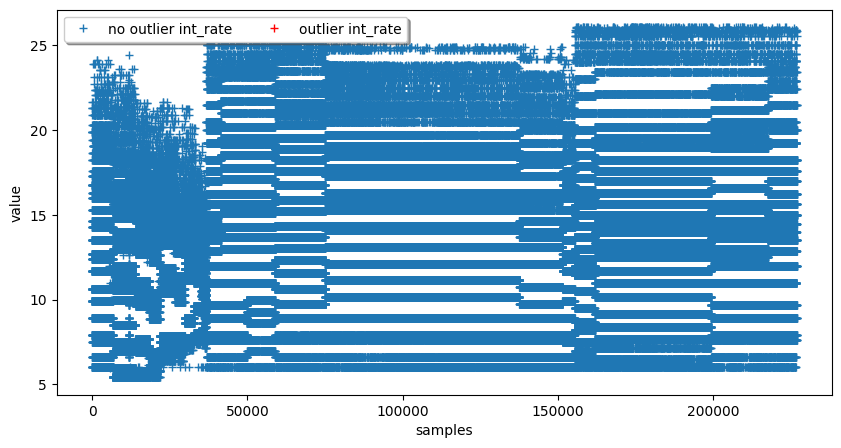 no outlier int_rate
outlier int_rate
25
20
15
10
5
value
0
50000
100000
150000
200000
samples